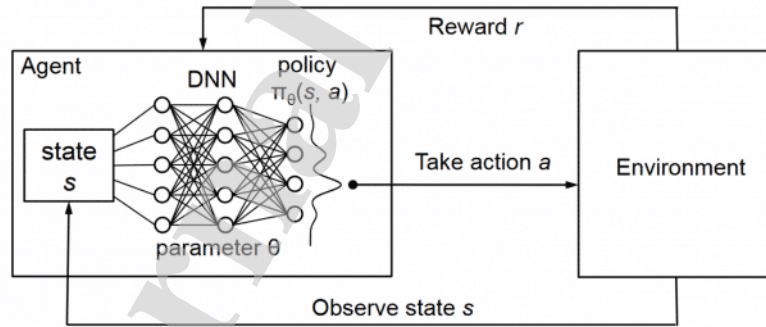 Reward r
Agent
DNN
policy
πθ(s, a)
state
s
Take action a
Environment
parameter θ
Observe state s